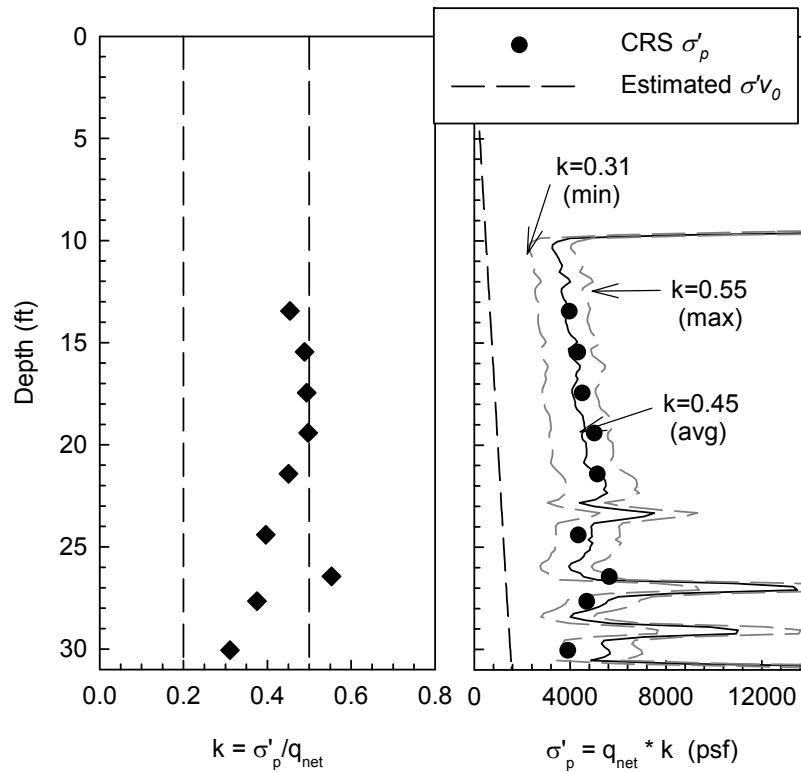 CRS σ'p
Estimated σ'v0
k=0.31
(min)
k=0.55
(max)
k=0.45
(avg)
Depth (ft)
0
5
10
15
20
25
30
0.0 0.2 0.4 0.6 0.8
k = σ'p/qnet
0 4000 8000 12000
σ'p = qnet * k (psf)